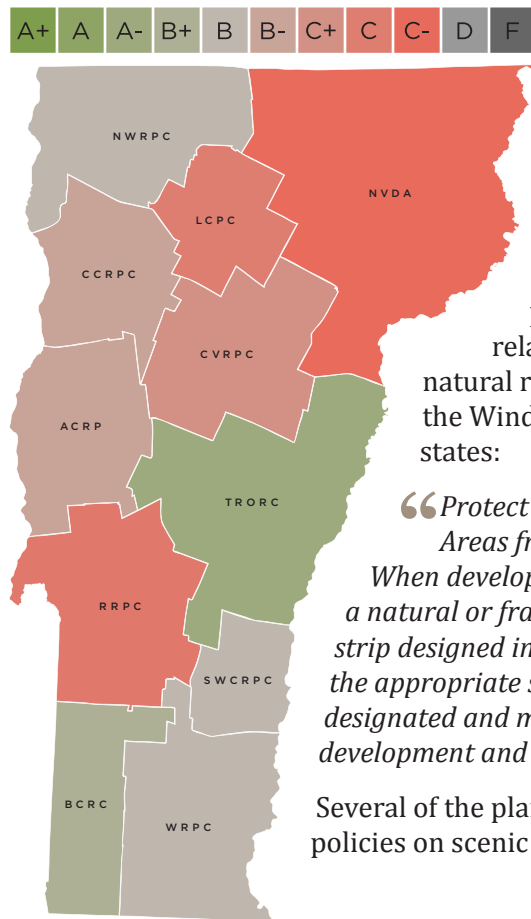 A+ A A- B+ B B- C+ C C- D F
NWRPC
NVDA
LCPC
CCRPC
rela
CVRPC
natural r
the Wind
ACRP
states:
TRORC
“Protect
Areas fr
When develop
RRPC
a natural or fra
strip designed in
SWCRPC
the appropriate s
designated and m
development and
BCRC
WRPC
Several of the plan
policies on scenic